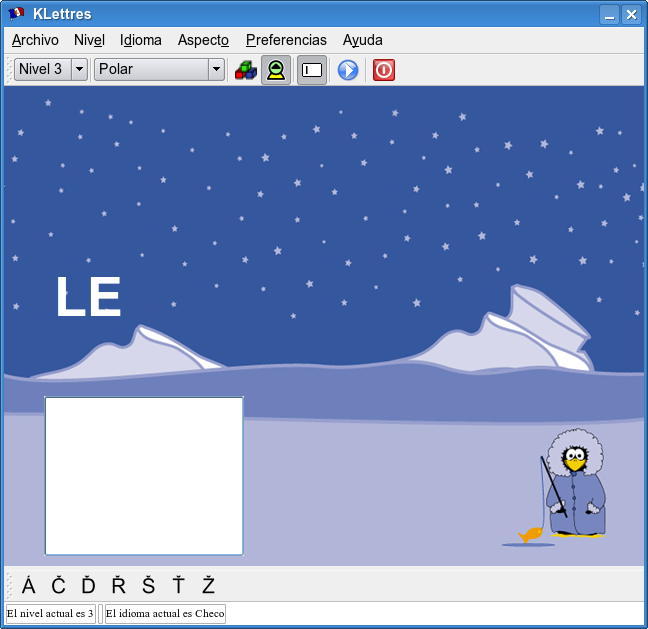 KLettres
Archivo Nivel Idioma Aspecto Preferencias Ayuda
Nivel 3 Polar
LE
Á Č Ď Ř Š Ť Ž
El nivel actual es 3 El idioma actual es Checo